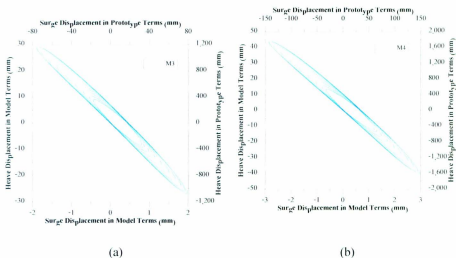 Surge Displacement in Prototype Terms (mm)
-80 -40 0 40 80
Heave Displacement in Model Terms (mm)
30
20
10
0
-10
-20
-30
M1
1,200
800
400
0
-400
-800
-1,200
Heave Displacement in Prototype Terms (mm)
-2 -1 0 1 2
Surge Displacement in Model Terms (mm)
(a)
Surge Displacement in Prototype Terms (mm)
-150 -100 -50 0 50 100 150
Heave Displacement in Model Terms (mm)
50
40
30
20
10
0
-10
-20
-30
-40
-50
2,000
1,600
1,200
800
400
0
-400
-800
-1,200
-1,600
-2,000
Heave Displacement in Prototype Terms (mm)
-3 -2 -1 0 1 2 3
Surge Displacement in Model Terms (mm)
(b)